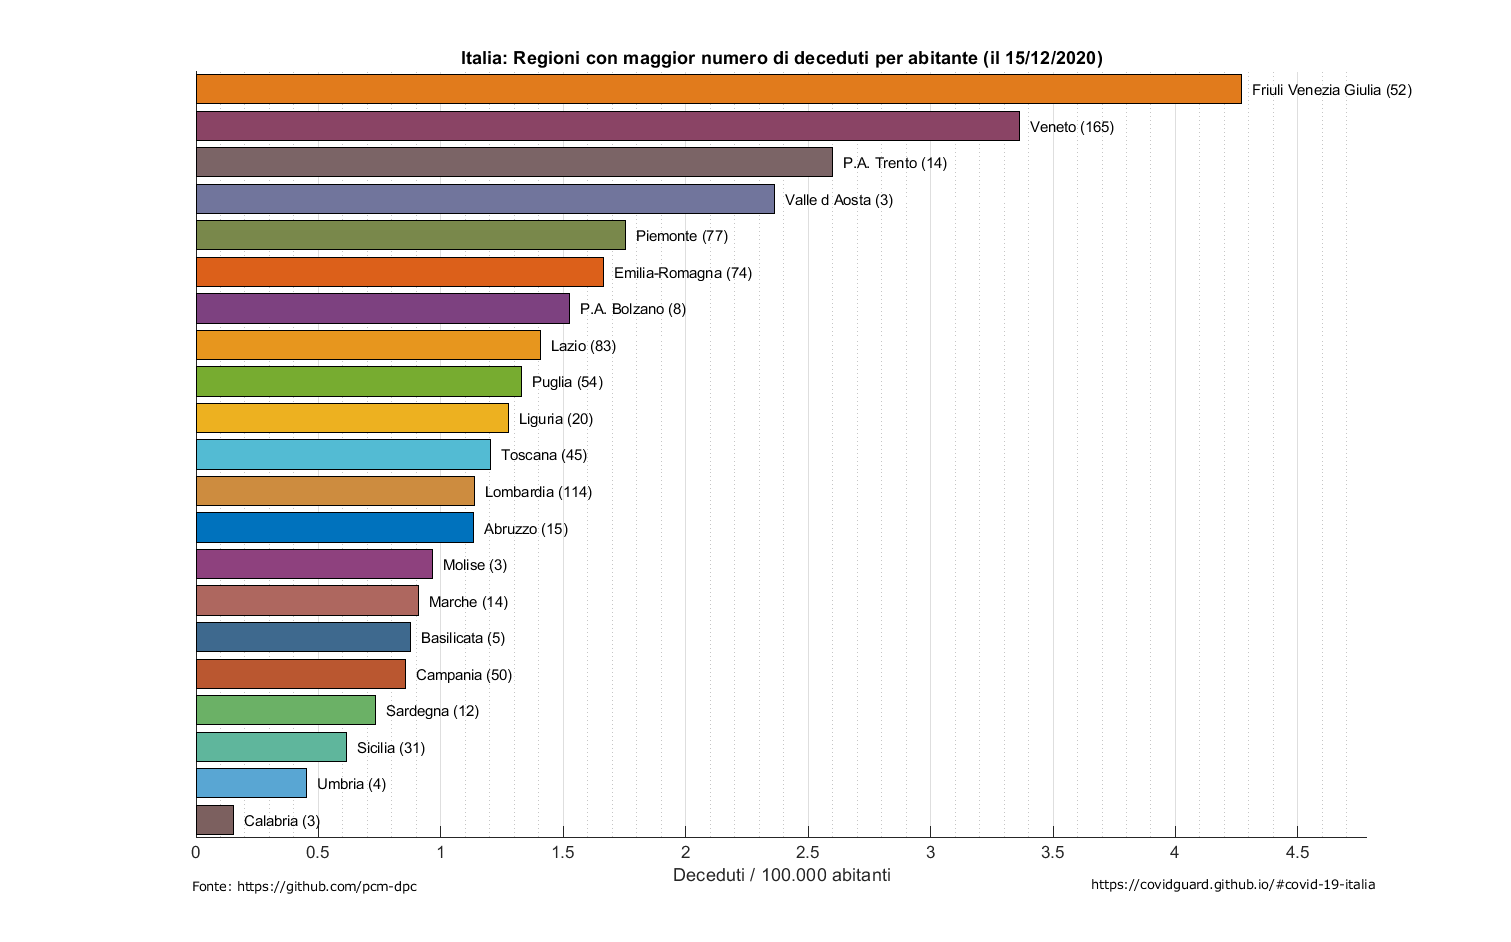 Italia: Regioni con maggior numero di deceduti per abitante (il 15/12/2020)
Friuli Venezia Giulia (52)
Veneto (165)
P.A. Trento (14)
Valle d Aosta (3)
Piemonte (77)
Emilia-Romagna (74)
P.A. Bolzano (8)
Lazio (83)
Puglia (54)
Liguria (20)
Toscana (45)
Lombardia (114)
Abruzzo (15)
Molise (3)
Marche (14)
Basilicata (5)
Campania (50)
Sardegna (12)
Sicilia (31)
Umbria (4)
Calabria (3)
0 0.5 1 1.5 2 2.5 3 3.5 4 4.5
Deceduti / 100.000 abitanti
Fonte: https://github.com/pcm-dpc
https://covidguard.github.io/#covid-19-italia